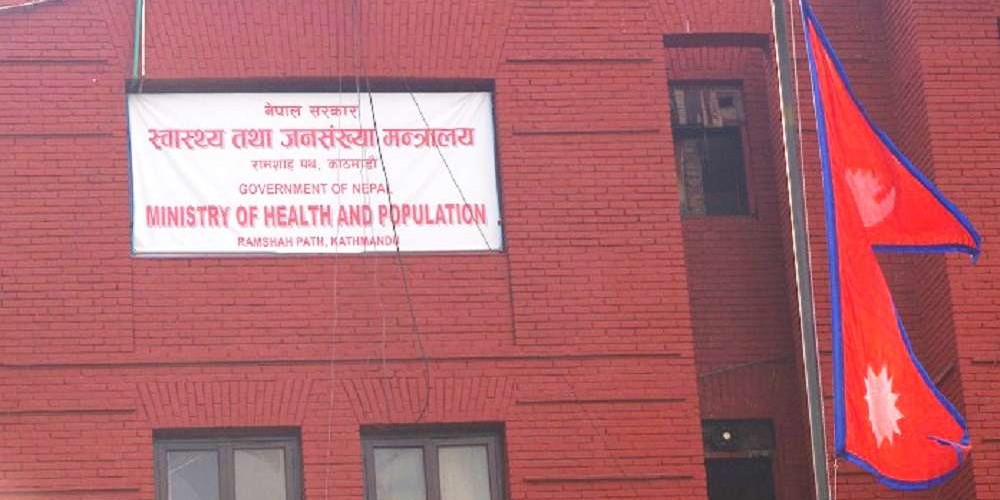 नेपाल सरकार
स्वास्थ्य तथा जनसंख्या मन्त्रालय
रामशाह पथ, काठमाडौं
GOVERNMENT OF NEPAL
MINISTRY OF HEALTH AND POPULATION
RAMSHAH PATH, KATHMANDU